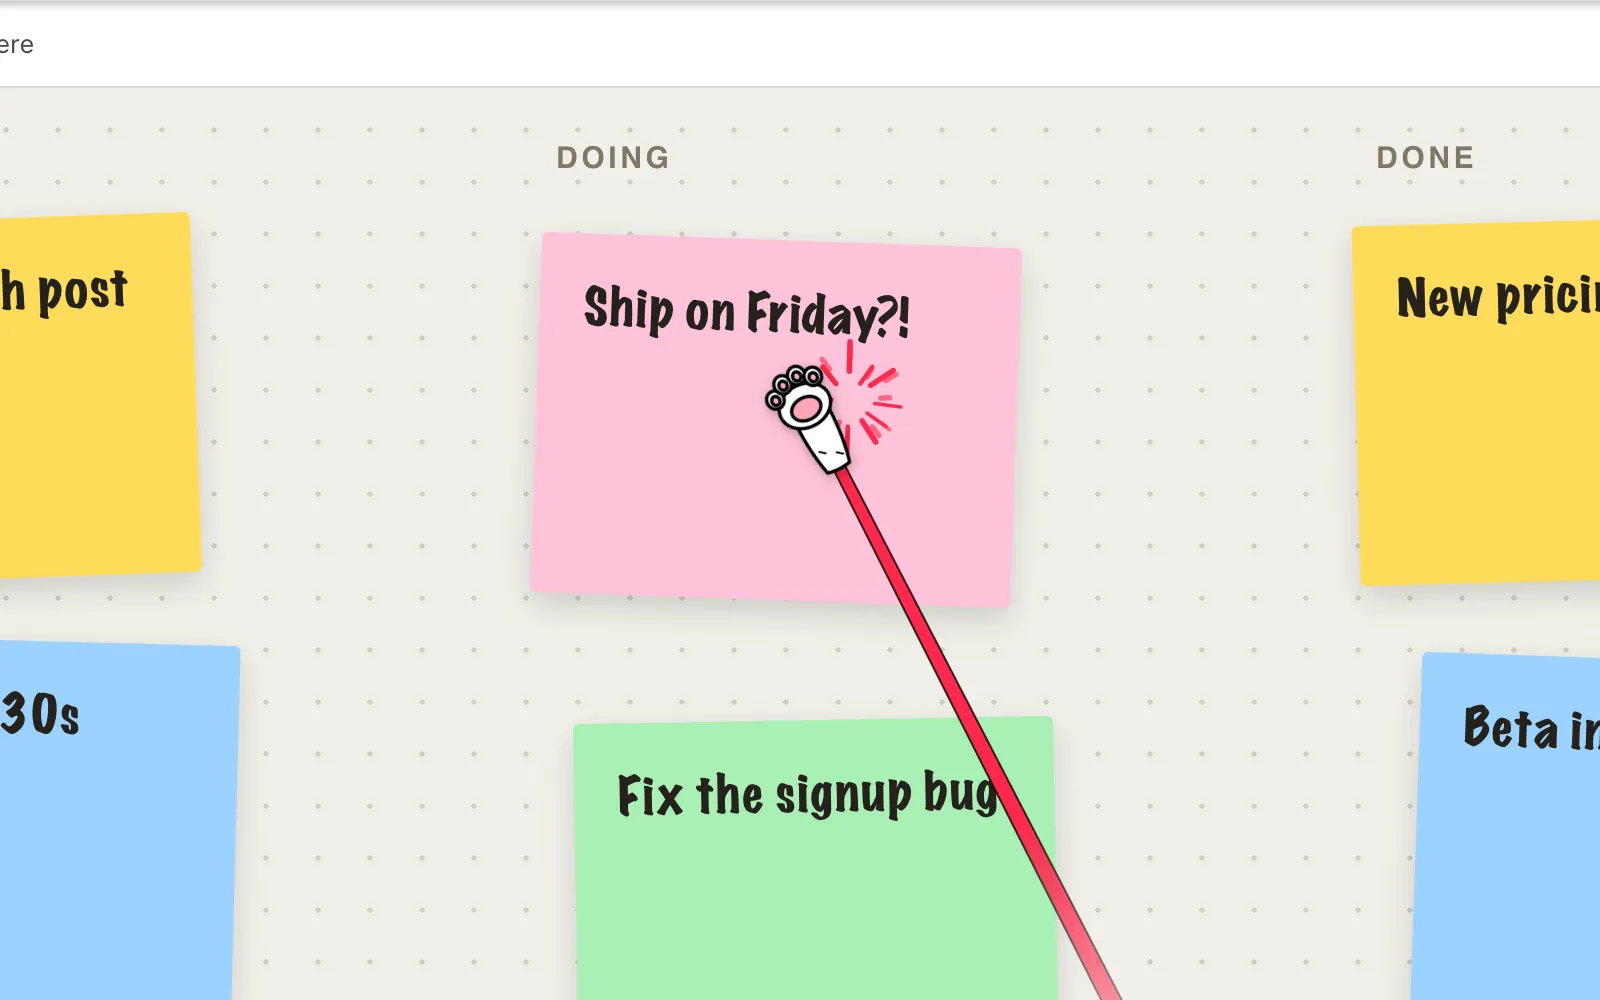 ere
DOING
DONE
h post
Ship on Friday?!
New prici
30s
Fix the signup bug
Beta in